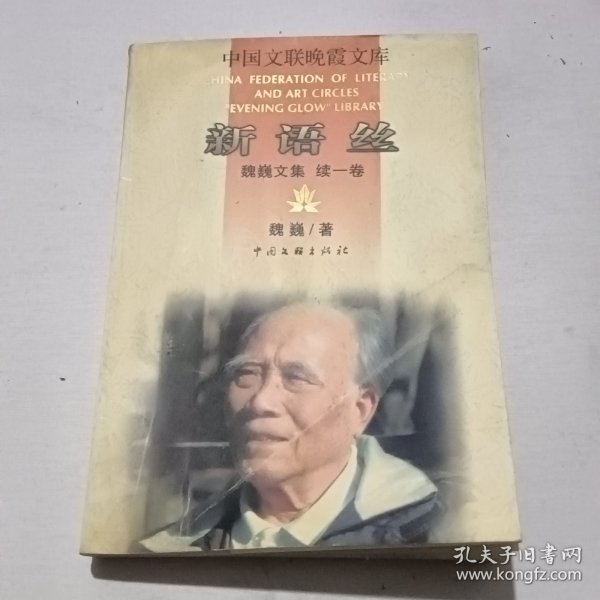 中国文联晚霞文库
CHINA FEDERATION OF LITERARY
AND ART CIRCLES
"EVENING GLOW" LIBRARY
新语丝
魏巍文集 续一卷
魏巍/著
中国文联出版社
孔夫子旧书网
www.kongfz.com